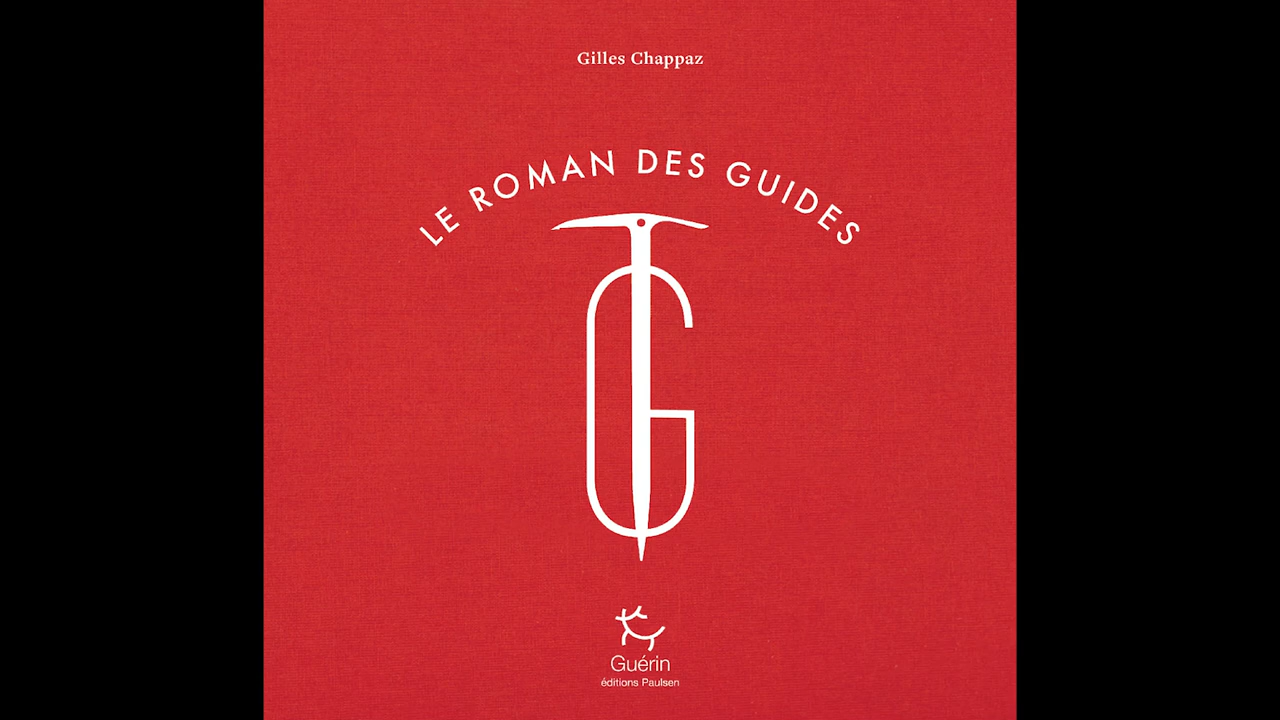 Gilles Chappaz
LE ROMAN DES GUIDES
G
Guérin
éditions Paulsen